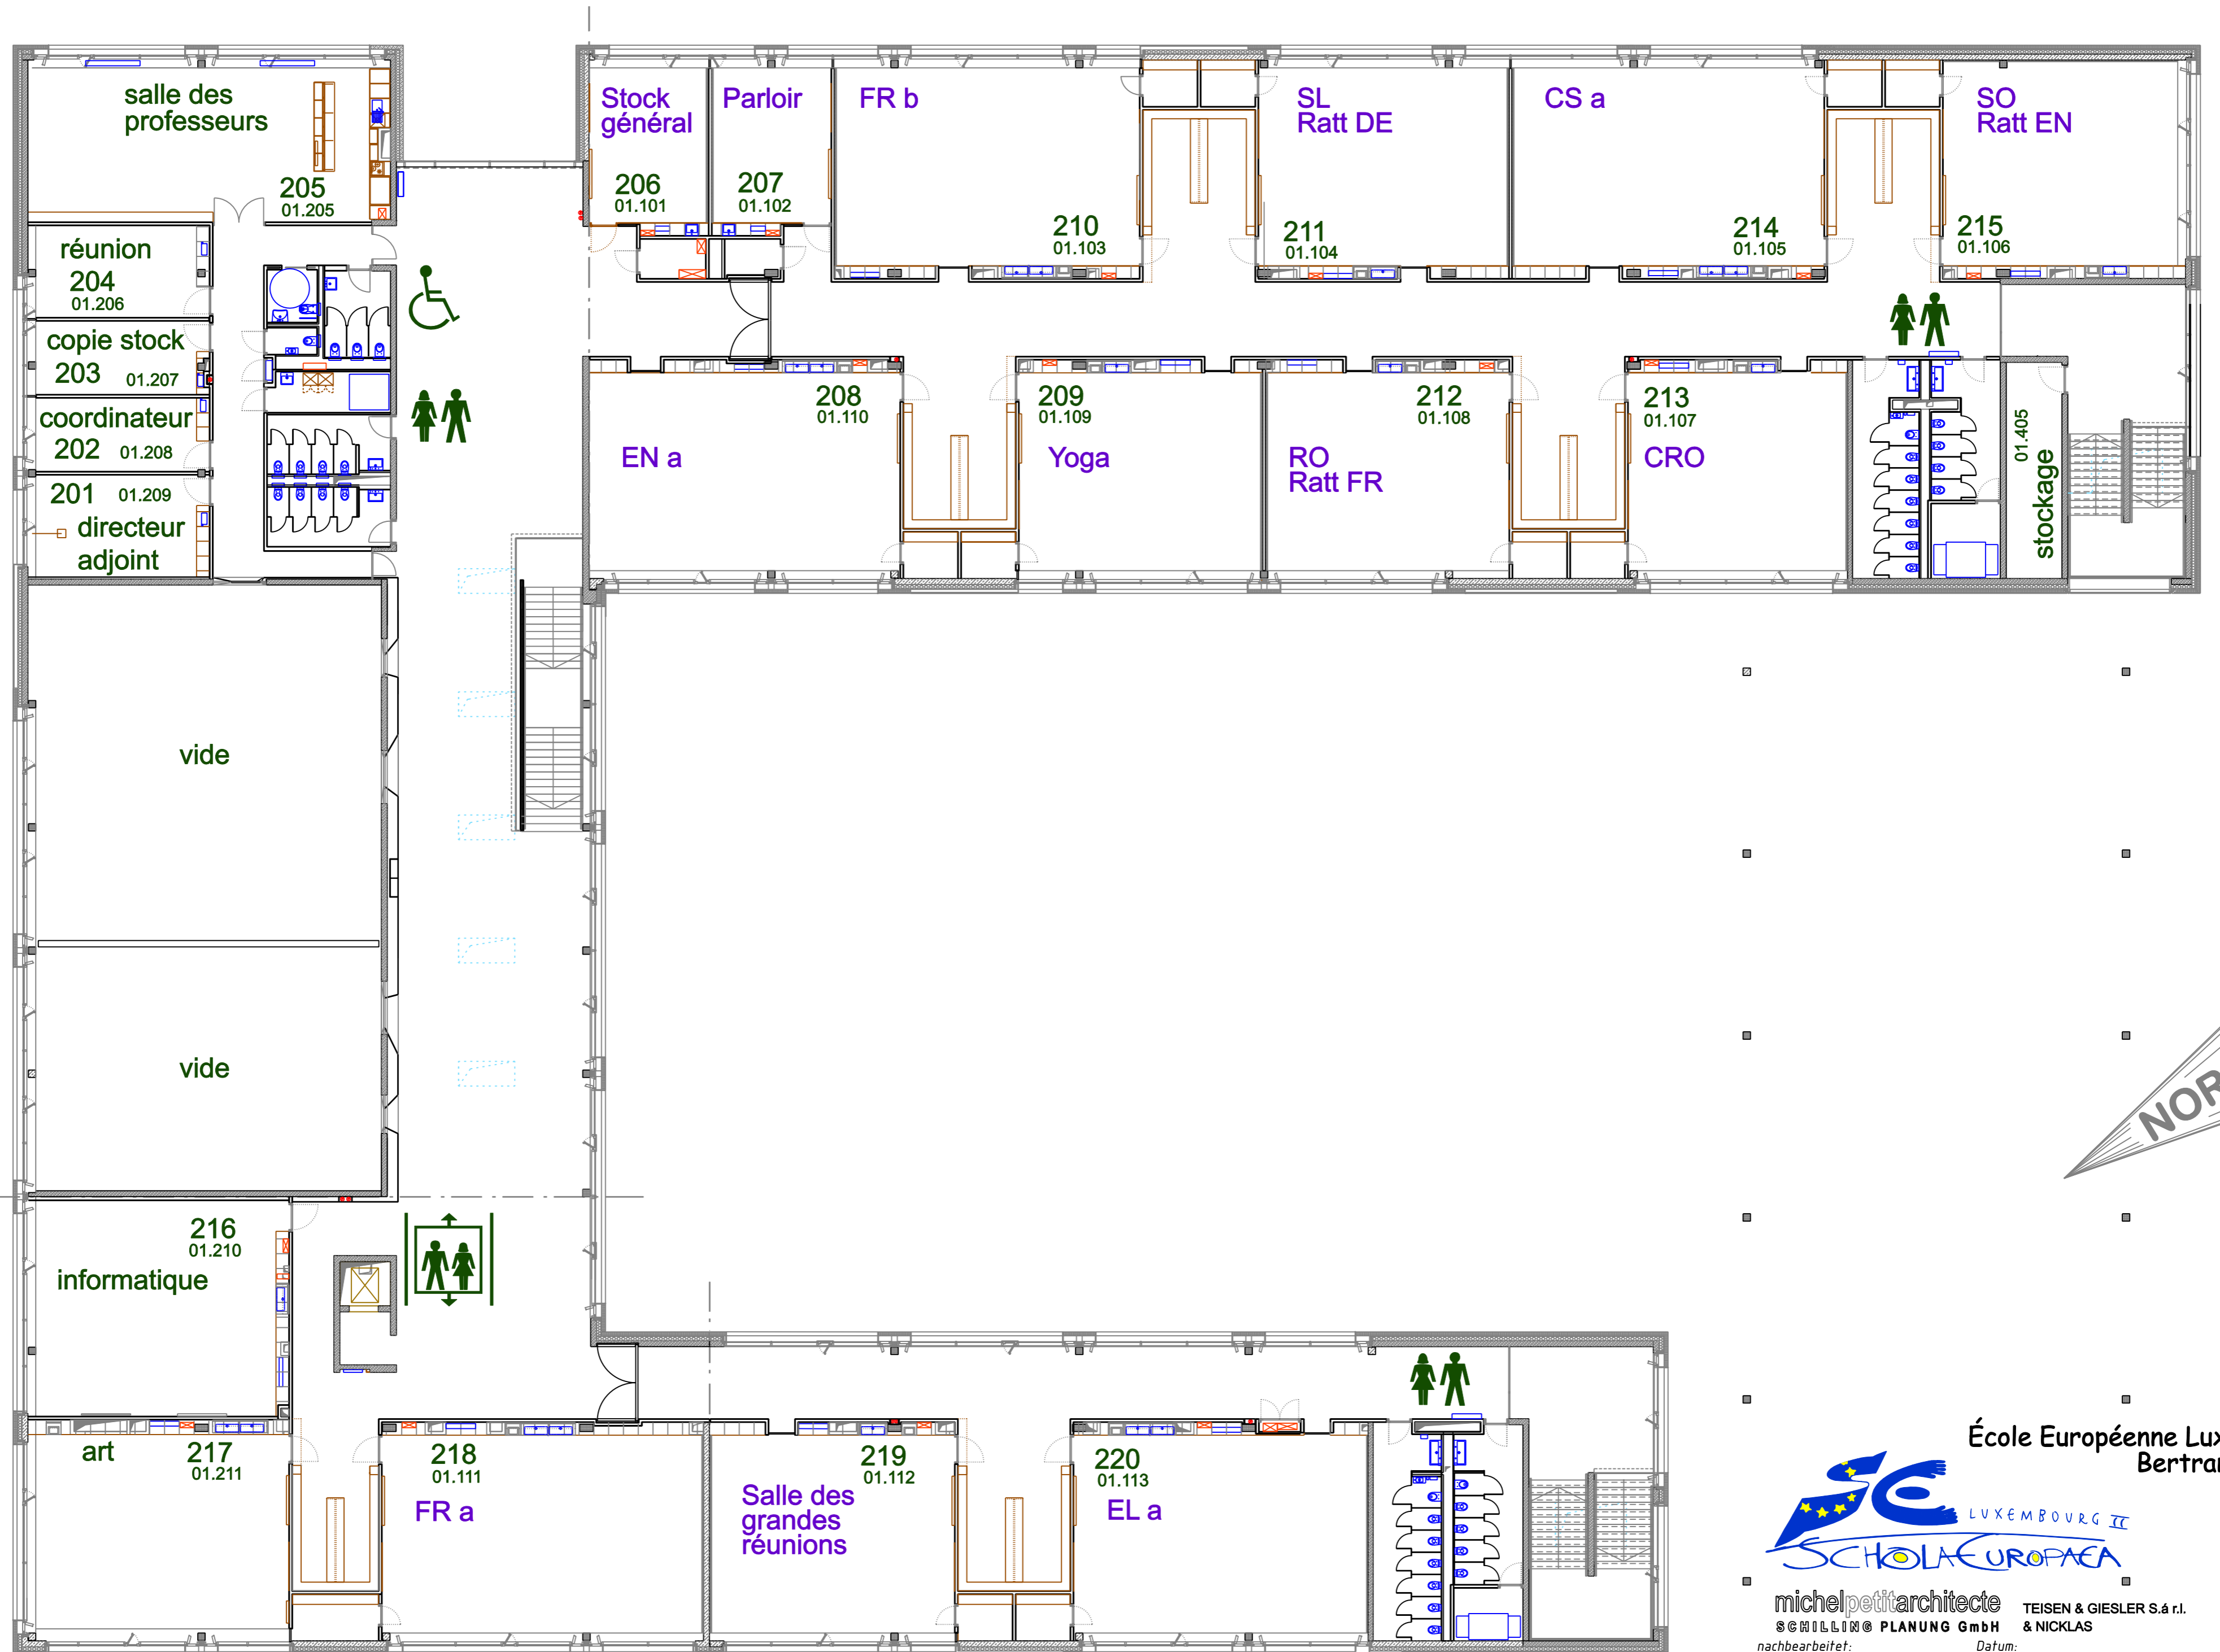 salle des
professeurs
205
01.205
Stock
général
206
01.101
Parloir
207
01.102
FR b
210
01.103
SL
Ratt DE
211
01.104
CS a
214
01.105
SO
Ratt EN
215
01.106
réunion
204
01.206
copie stock
203 01.207
coordinateur
202 01.208
201 01.209
directeur
adjoint
208
01.110
EN a
209
01.109
Yoga
212
01.108
RO
Ratt FR
213
01.107
CRO
01.405
stockage
vide
vide
NOR
216
01.210
informatique
art
217
01.211
218
01.111
FR a
219
01.112
Salle des
grandes
réunions
220
01.113
EL a
École Européenne Lux
Bertran
LUXEMBOURG II
SCHOLA EUROPAEA
michelpetitarchitecte
SCHILLING PLANUNG GmbH
TEISEN & GIESLER S.à r.l.
& NICKLAS
nachbearbeitet: Datum: